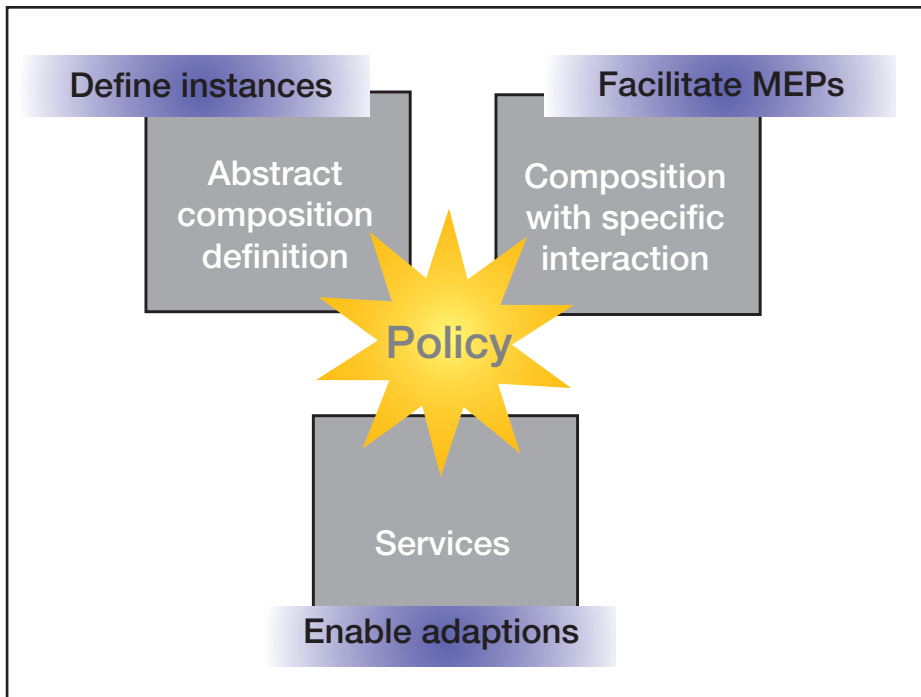 Define instances
Facilitate MEPs
Abstract
composition
definition
Composition
with specific
interaction
Policy
Services
Enable adaptions